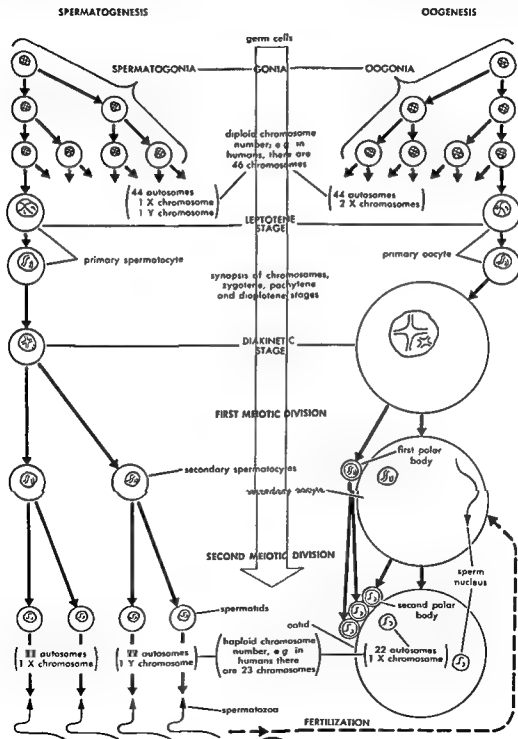 SPERMATOGENESIS
OOGENESIS
germ cells
SPERMATOGONIA
GONIA
OOGONIA
diploid chromosome
number, e.g in
humans, there are
46 chromosomes
44 autosomes
1 X chromosome
1 Y chromosome
44 autosomes
2 X chromosomes
LEPTOTENE
STAGE
primary spermatocyte
primary oocyte
synopsis of chromosomes,
zygotene, pachytene
and diplotene stages
DIAKINETIC
STAGE
FIRST MEIOTIC DIVISION
first polar
body
secondary spermatocytes
secondary oocyte
SECOND MEIOTIC DIVISION
sperm
nucleus
spermatids
second polar
body
ootid
autosomes
1 X chromosome
autosomes
1 Y chromosome
haploid chromosome
number, e.g in
humans there
are 23 chromosomes
22 autosomes
1 X chromosome
spermatozoa
FERTILIZATION